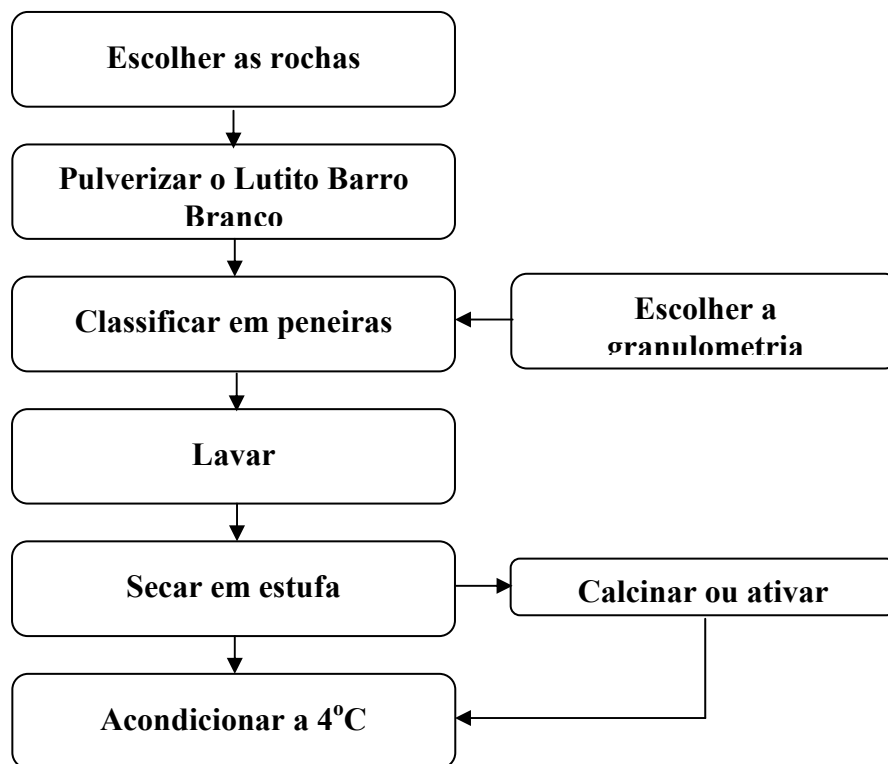 Escolher as rochas
Pulverizar o Lutito Barro
Branco
Classificar em peneiras
Escolher a
granulometria
Lavar
Secar em estufa
Calcinar ou ativar
Acondicionar a 4ºC